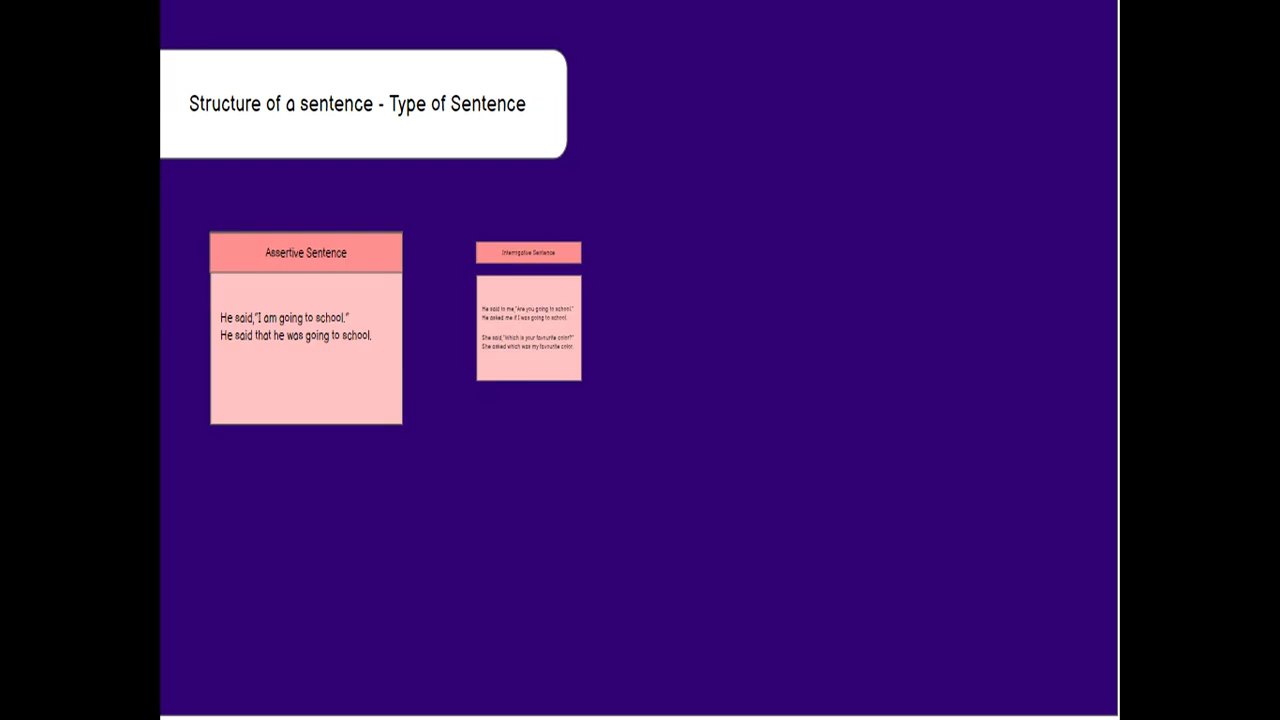 Structure of a sentence - Type of Sentence
Assertive Sentence
He said,"I am going to school."
He said that he was going to school.
Interrogative Sentence
He said to me,"Are you going to school."
He asked me if I was going to school.
She said,"Which is your favourite color?"
She asked which was my favourite color.